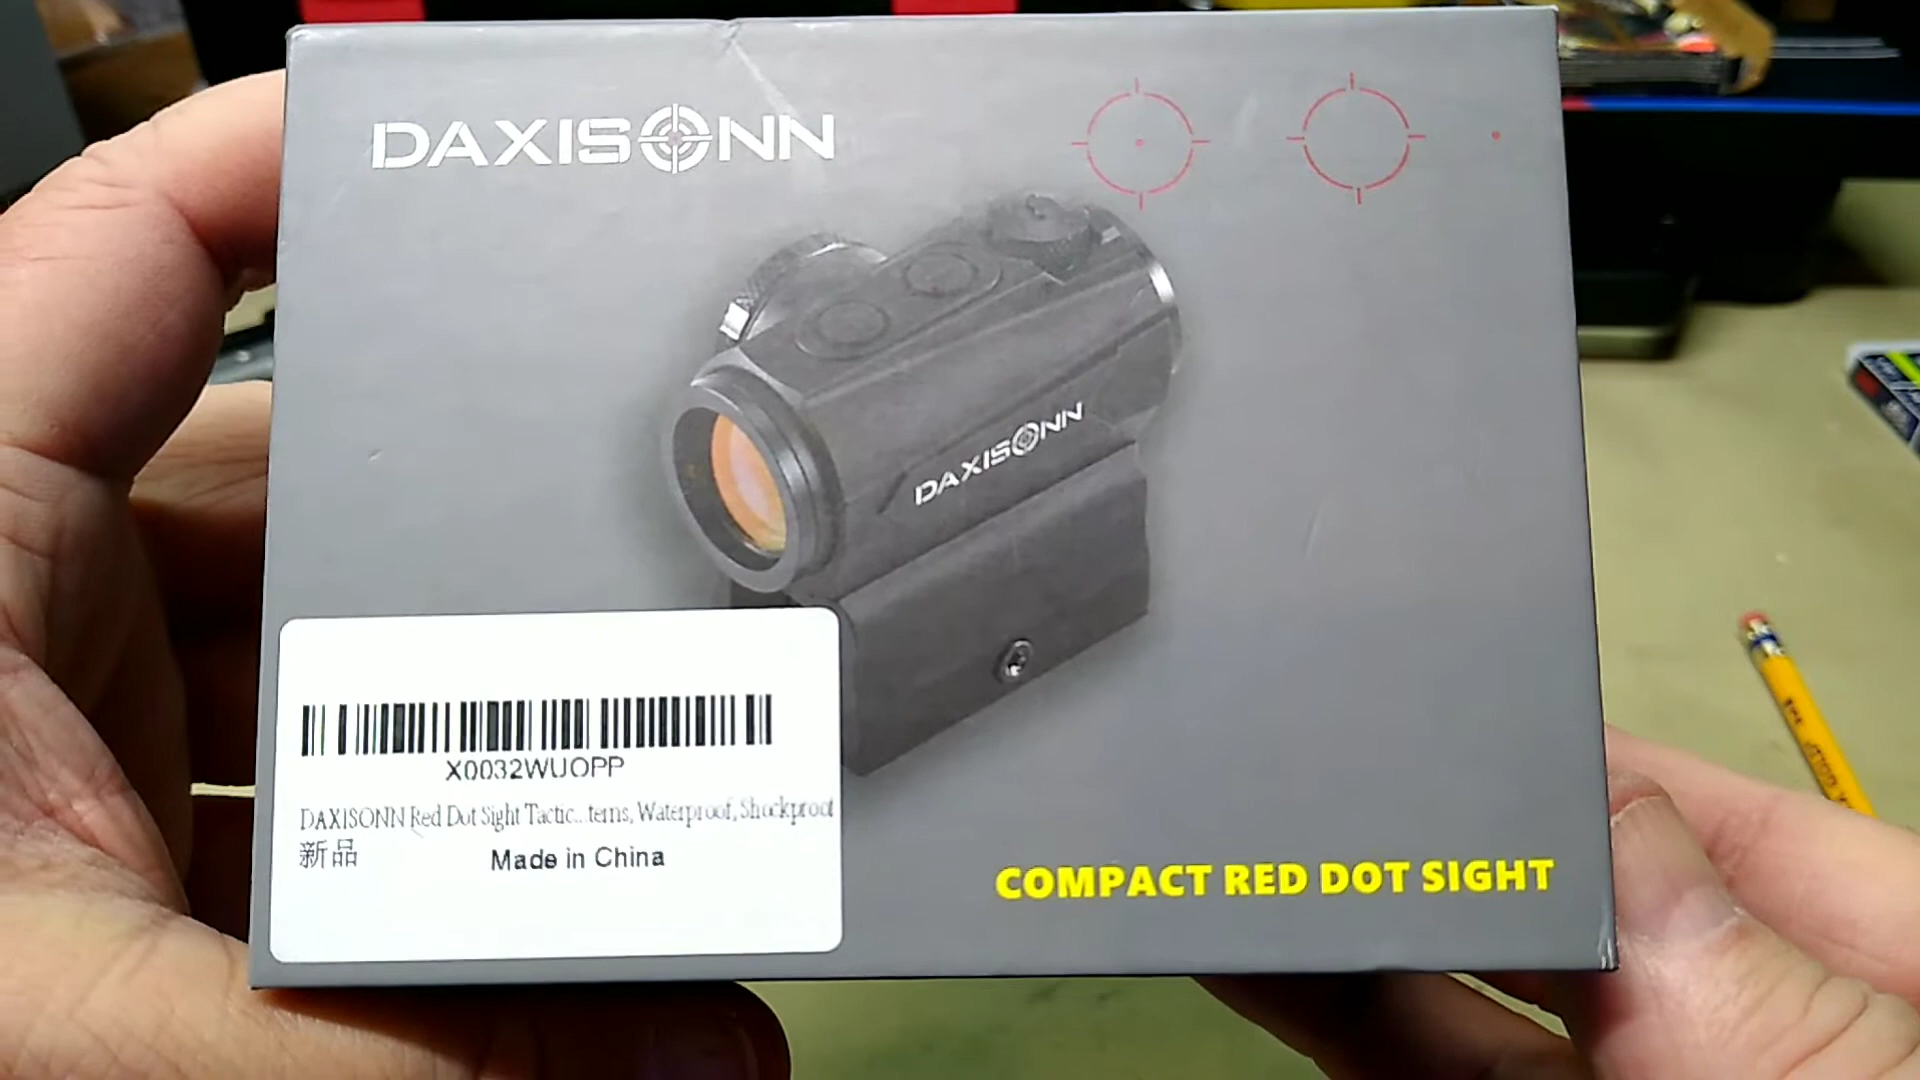 DAXISONN
DAXISONN
X0032WUOPP
DAXISONN Red Dot Sight Tactic...terns, Waterproof, Shockproof
新品
Made in China
COMPACT RED DOT SIGHT